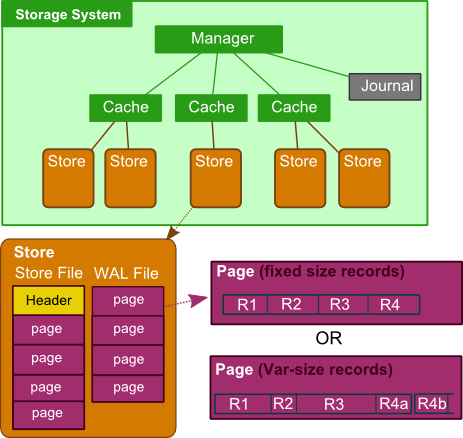 Storage System
Manager
Journal
Cache Cache Cache
Store Store Store Store Store
Store
Store File WAL File
Header page
page page
page page
page page
page
Page (fixed size records)
R1 R2 R3 R4
OR
Page (Var-size records)
R1 R2 R3 R4a R4b